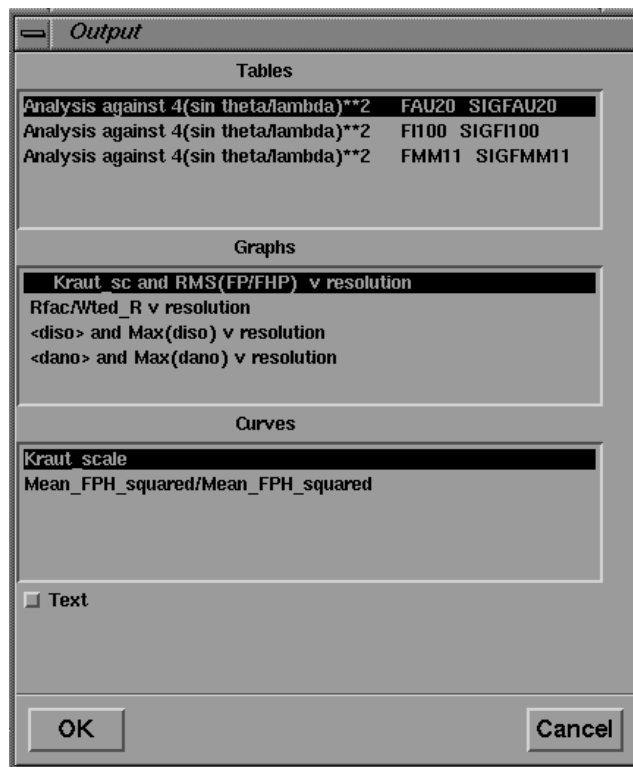 Output
Tables
Analysis against 4(sin theta/lambda)**2 FAU20 SIGFAU20
Analysis against 4(sin theta/lambda)**2 FI100 SIGFI100
Analysis against 4(sin theta/lambda)**2 FMM11 SIGFMM11
Graphs
Kraut_sc and RMS(FP/FHP) v resolution
Rfac/Wted_R v resolution
<diso> and Max(diso) v resolution
<dano> and Max(dano) v resolution
Curves
Kraut_scale
Mean_FPH_squared/Mean_FPH_squared
Text
OK
Cancel